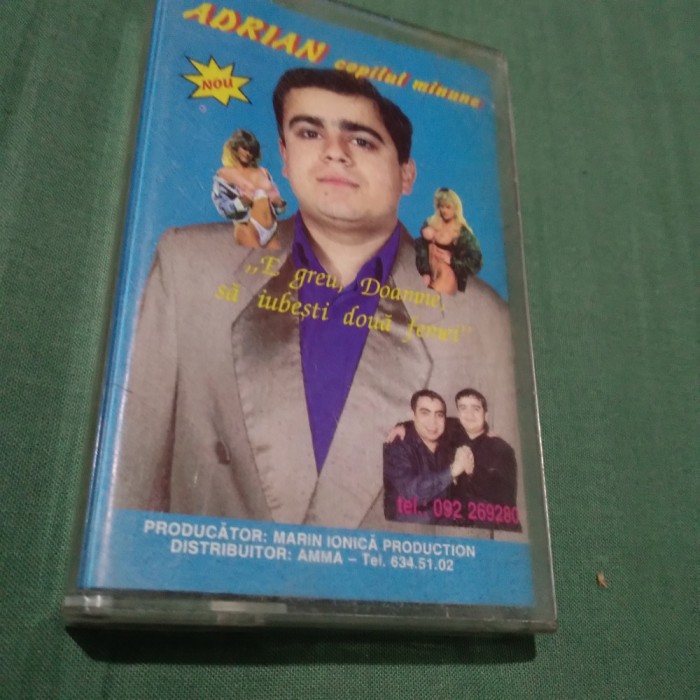 ADRIAN
copilul minune
NOU
„E greu, Doamne,
să iubești două femei”
tel.: 092 269280
PRODUCĂTOR: MARIN IONICĂ PRODUCTION
DISTRIBUITOR: AMMA – Tel. 634.51.02